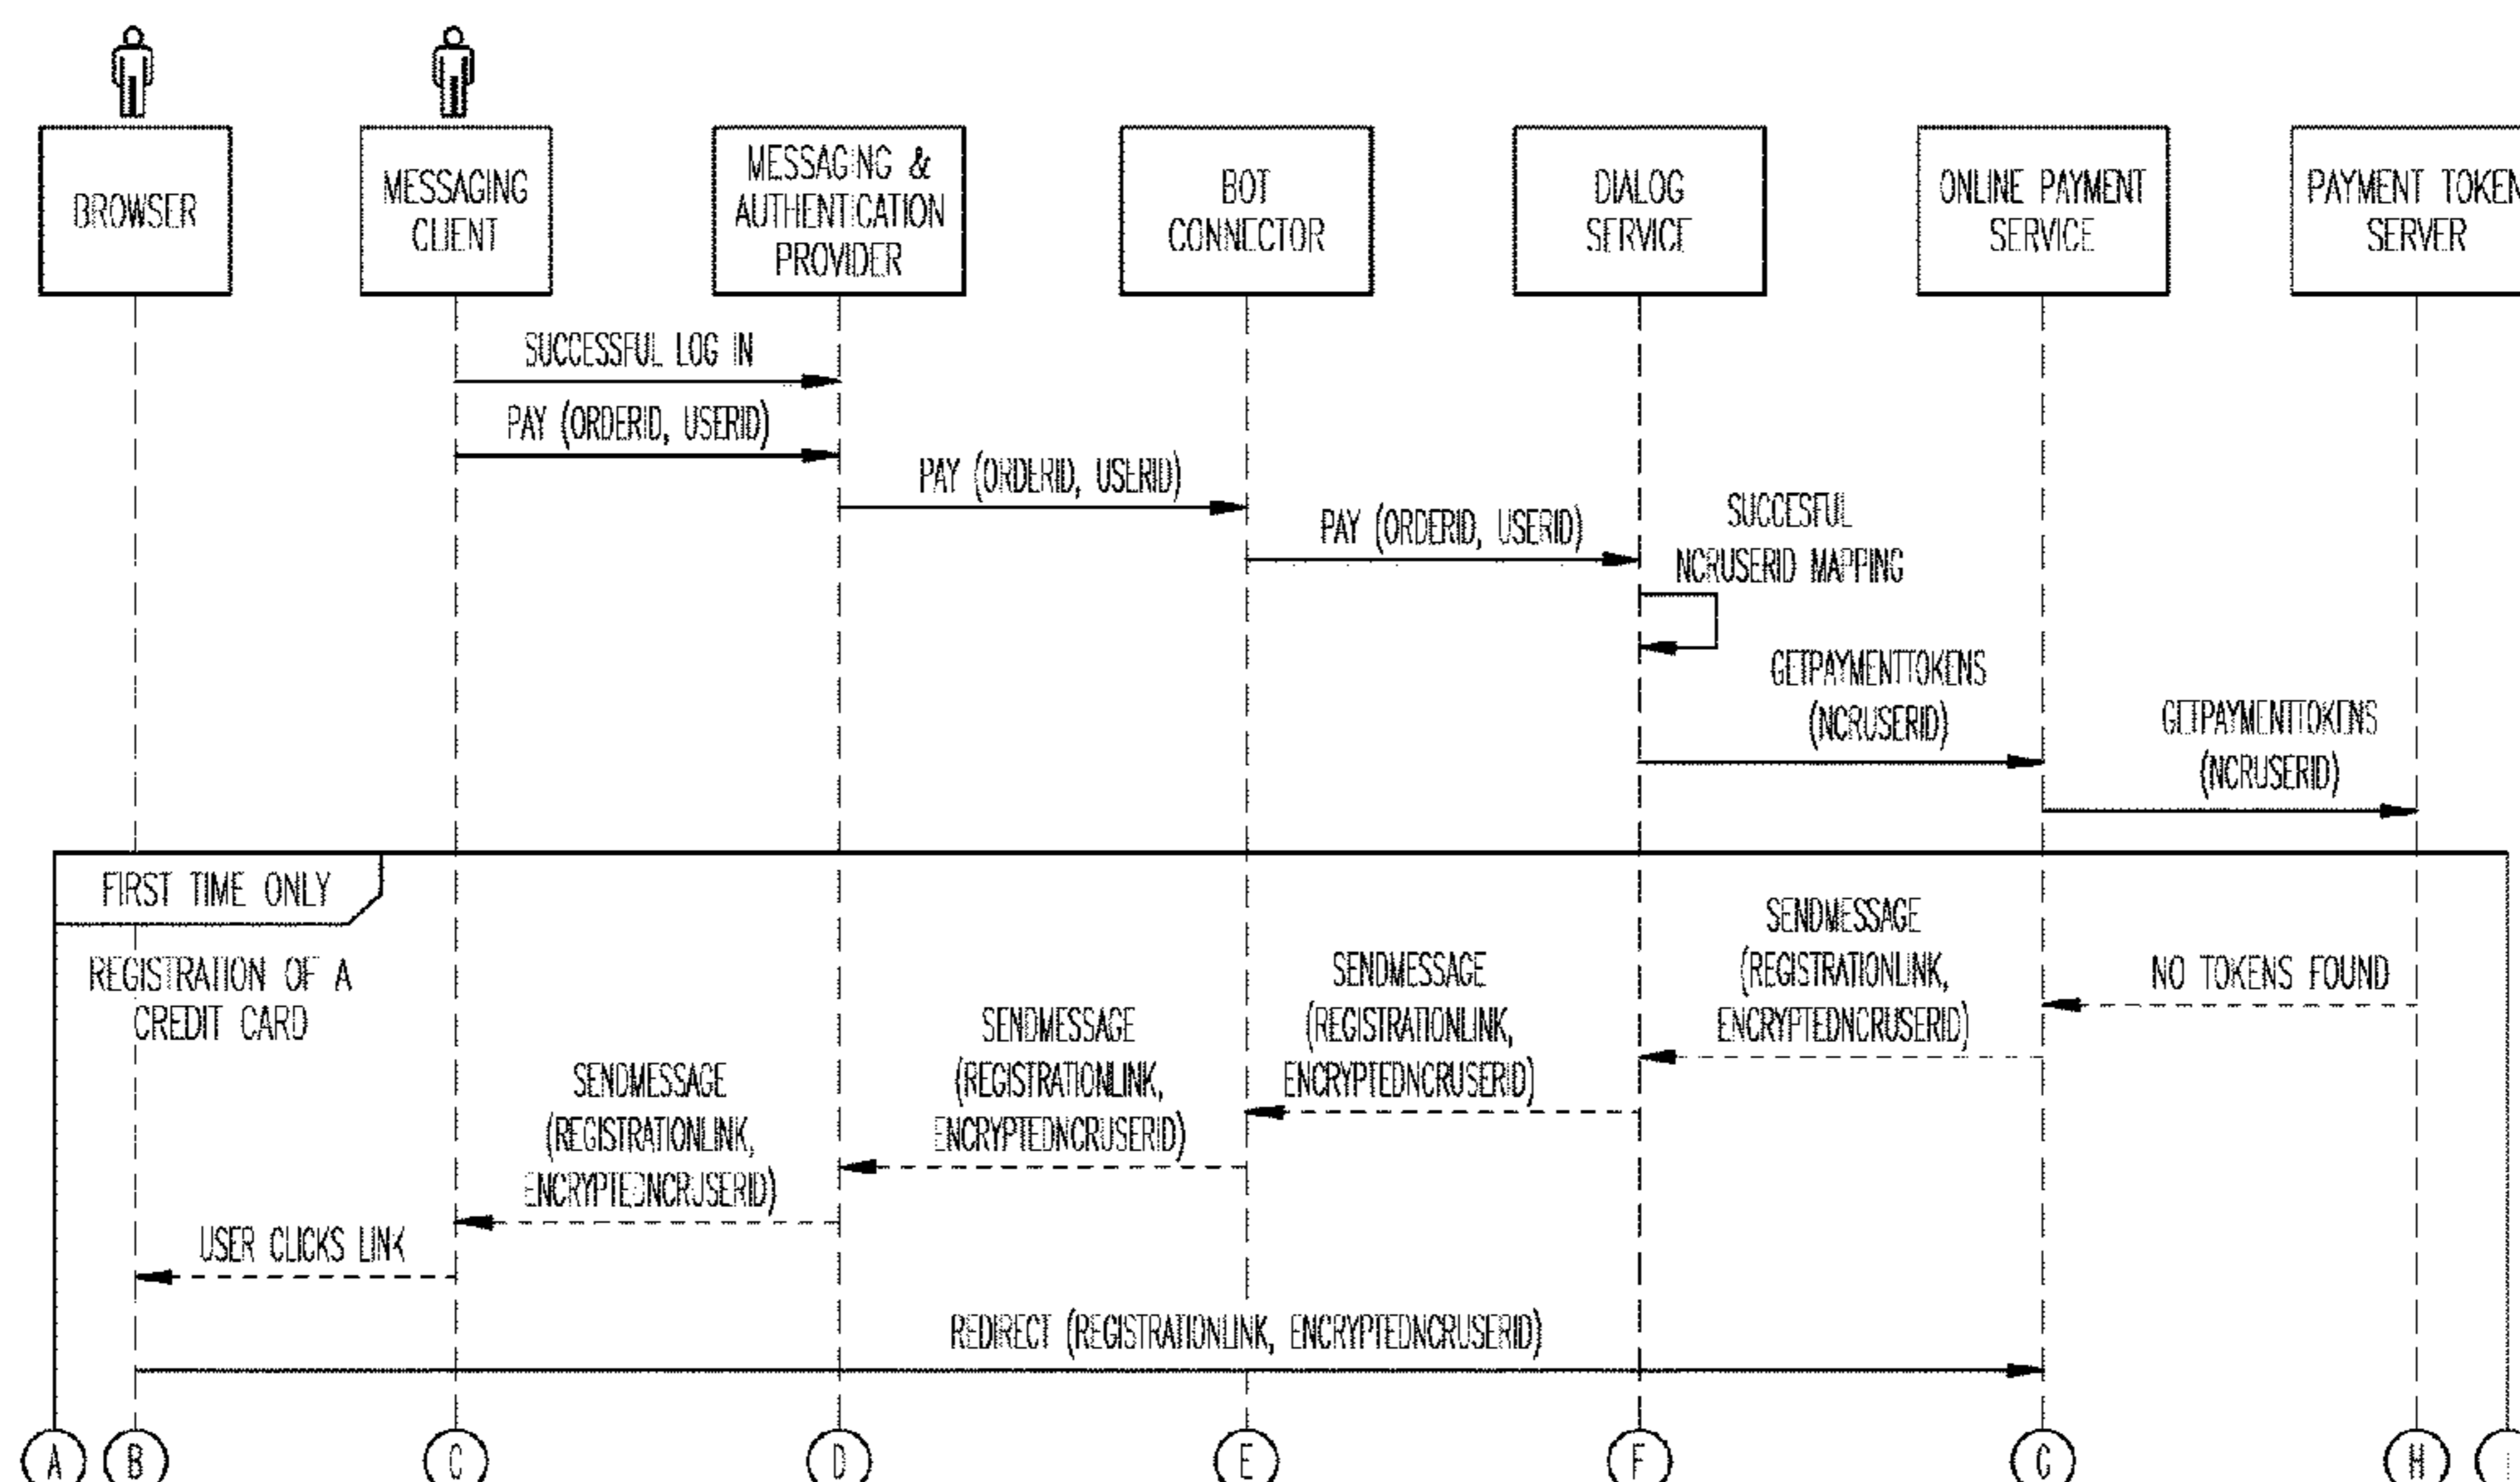 BROWSER
MESSAGING
CLIENT
MESSAGING &
AUTHENTICATION
PROVIDER
BOT
CONNECTOR
DIALOG
SERVICE
ONLINE PAYMENT
SERVICE
PAYMENT TOKEN
SERVER
SUCCESSFUL LOG IN
PAY (ORDERID, USERID)
PAY (ORDERID, USERID)
PAY (ORDERID, USERID)
SUCCESFUL
NCRUSERID MAPPING
GETPAYMENTTOKENS
(NCRUSERID)
GETPAYMENTTOKENS
(NCRUSERID)
FIRST TIME ONLY
REGISTRATION OF A
CREDIT CARD
NO TOKENS FOUND
SENDMESSAGE
(REGISTRATIONLINK,
ENCRYPTEDNCRUSERID)
SENDMESSAGE
(REGISTRATIONLINK,
ENCRYPTEDNCRUSERID)
SENDMESSAGE
(REGISTRATIONLINK,
ENCRYPTEDNCRUSERID)
SENDMESSAGE
(REGISTRATIONLINK,
ENCRYPTEDNCRUSERID)
USER CLICKS LINK
REDIRECT (REGISTRATIONLINK, ENCRYPTEDNCRUSERID)
A B C D E F G H